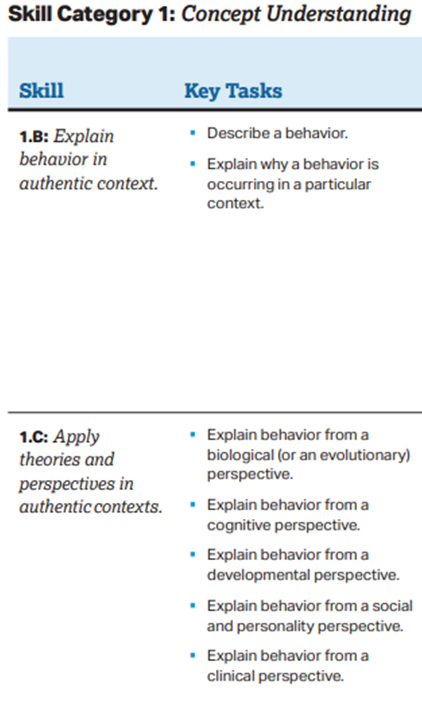 Skill Category 1: Concept Understanding
Skill Key Tasks
1.B: Explain
behavior in
authentic context.
▪ Describe a behavior.
▪ Explain why a behavior is
occurring in a particular
context.
1.C: Apply
theories and
perspectives in
authentic contexts.
▪ Explain behavior from a
biological (or an evolutionary)
perspective.
▪ Explain behavior from a
cognitive perspective.
▪ Explain behavior from a
developmental perspective.
▪ Explain behavior from a social
and personality perspective.
▪ Explain behavior from a
clinical perspective.